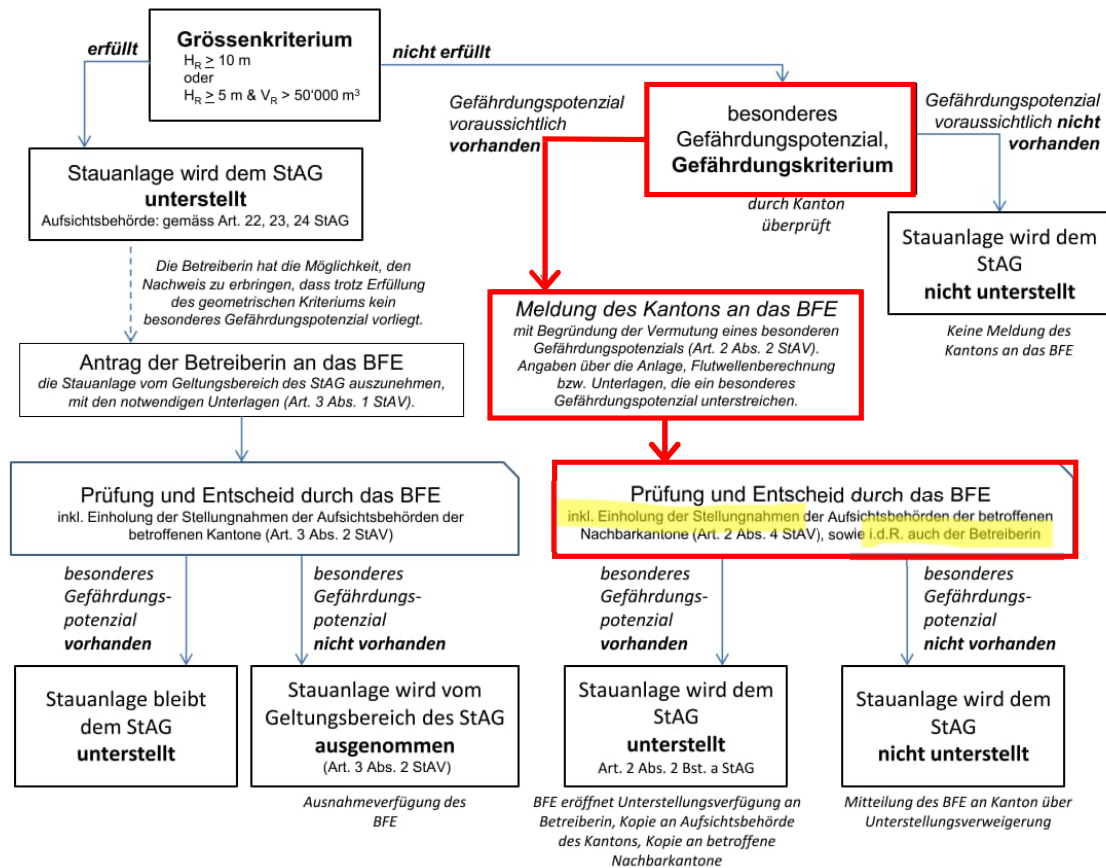 Grössenkriterium
H_R ≥ 10 m
oder
H_R ≥ 5 m & V_R > 50‘000 m³
erfüllt
nicht erfüllt
Stauanlage wird dem StAG
unterstellt
Aufsichtsbehörde: gemäss Art. 22, 23, 24 StAG
Die Betreiberin hat die Möglichkeit, den
Nachweis zu erbringen, dass trotz Erfüllung
des geometrischen Kriteriums kein
besonderes Gefährdungspotenzial vorliegt.
Antrag der Betreiberin an das BFE
die Stauanlage vom Geltungsbereich des StAG auszunehmen,
mit den notwendigen Unterlagen (Art. 3 Abs. 1 StAV).
Prüfung und Entscheid durch das BFE
inkl. Einholung der Stellungnahmen der Aufsichtsbehörden der
betroffenen Kantone (Art. 3 Abs. 2 StAV)
besonderes
Gefährdungs-
potenzial
vorhanden
besonderes
Gefährdungs-
potenzial
nicht vorhanden
Stauanlage bleibt
dem StAG
unterstellt
Stauanlage wird vom
Geltungsbereich des StAG
ausgenommen
(Art. 3 Abs. 2 StAV)
Ausnahmeverfügung des
BFE
besonderes
Gefährdungspotenzial,
Gefährdungskriterium
durch Kanton
überprüft
Gefährdungspotenzial
voraussichtlich
vorhanden
Gefährdungspotenzial
voraussichtlich nicht
vorhanden
Stauanlage wird dem
StAG
nicht unterstellt
Keine Meldung des
Kantons an das BFE
Meldung des Kantons an das BFE
mit Begründung der Vermutung eines besonderen
Gefährdungspotenzials (Art. 2 Abs. 2 StAV).
Angaben über die Anlage, Flutwellenberechnung
bzw. Unterlagen, die ein besonderes
Gefährdungspotenzial unterstreichen.
Prüfung und Entscheid durch das BFE
inkl. Einholung der Stellungnahmen der Aufsichtsbehörden der betroffenen
Nachbarkantone (Art. 2 Abs. 4 StAV), sowie i.d.R. auch der Betreiberin
besonderes
Gefährdungs-
potenzial
vorhanden
besonderes
Gefährdungs-
potenzial
nicht vorhanden
Stauanlage wird dem
StAG
unterstellt
Art. 2 Abs. 2 Bst. a StAG
BFE eröffnet Unterstellungsverfügung an
Betreiberin, Kopie an Aufsichtsbehörde
des Kantons, Kopie an betroffene
Nachbarkantone
Stauanlage wird dem
StAG
nicht unterstellt
Mitteilung des BFE an Kanton über
Unterstellungsverweigerung